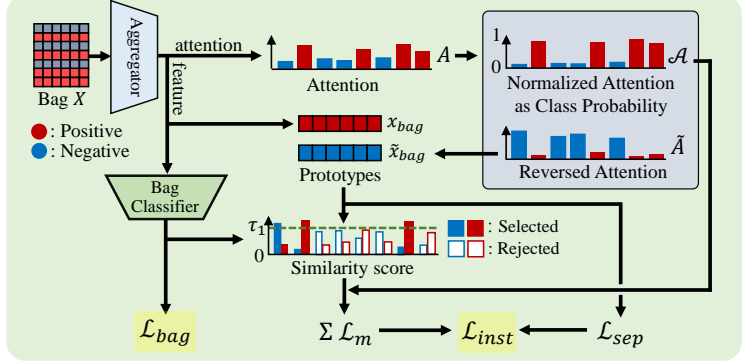 Aggregator
Bag X
: Positive
: Negative
attention
feature
A
Attention
1
0
𝒜
Normalized Attention
as Class Probability
Ã
Reversed Attention
x_bag
x̃_bag
Prototypes
Bag
Classifier
τ₁
0
Similarity score
: Selected
: Rejected
ℒ_bag
Σ ℒ_m
ℒ_inst
ℒ_sep